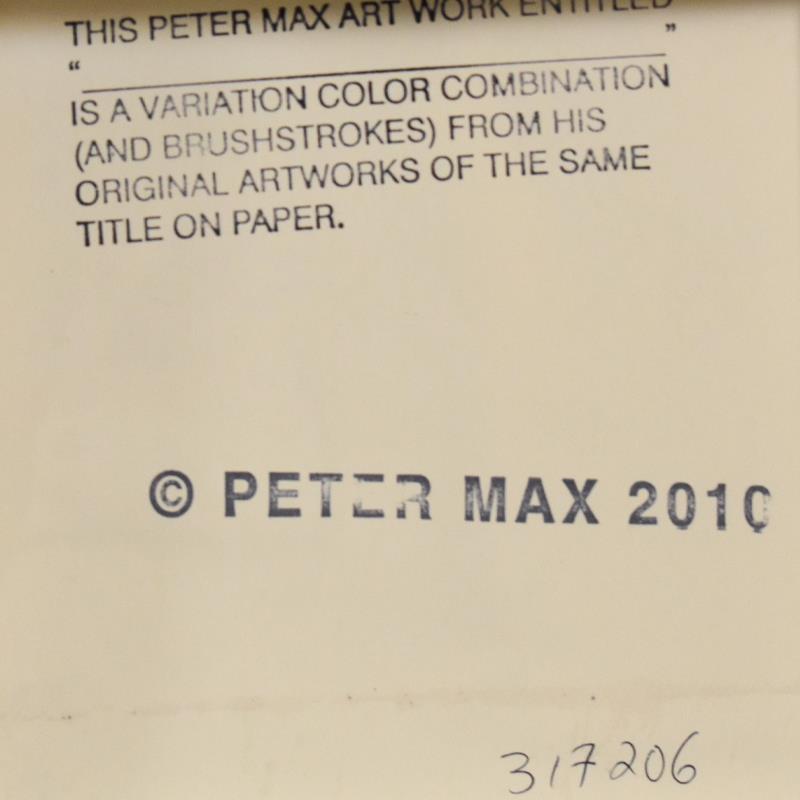 THIS PETER MAX ART WORK ENTITLED
“ ”
IS A VARIATION COLOR COMBINATION
(AND BRUSHSTROKES) FROM HIS
ORIGINAL ARTWORKS OF THE SAME
TITLE ON PAPER.
© PETER MAX 2010
317206